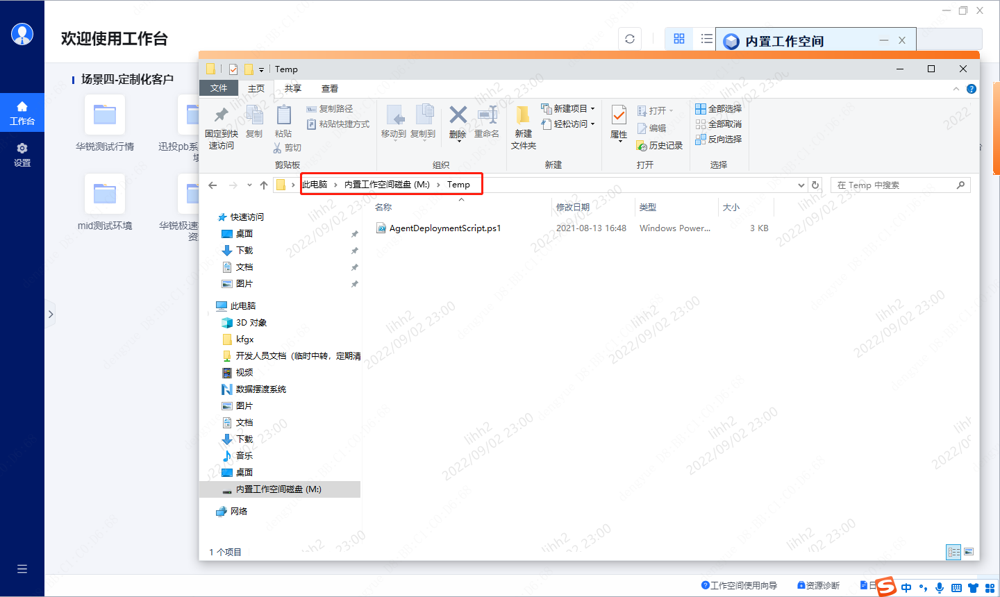 欢迎使用工作台
内置工作空间
场景四-定制化客户
工作台
设置
华锐测试行情
迅投pb系
mid测试环境
华锐极速
Temp
文件
主页
共享
查看
固定到快
速访问
复制
粘贴
复制路径
粘贴快捷方式
剪切
剪贴板
移动到
复制到
删除
重命名
组织
新建
文件夹
新建项目
轻松访问
新建
属性
打开
编辑
历史记录
打开
全部选择
全部取消
反向选择
选择
此电脑 > 内置工作空间磁盘 (M:) > Temp
在 Temp 中搜索
名称
修改日期
类型
大小
AgentDeploymentScript.ps1
2021-08-13 16:48
Windows Power...
3 KB
快速访问
桌面
下载
文档
图片
此电脑
3D 对象
kfgx
开发人员文档（临时中转，定期清
视频
数据摆渡系统
图片
文档
下载
音乐
桌面
内置工作空间磁盘 (M:)
网络
1 个项目
lihh2
2022/09/02 23:00
工作空间使用向导
资源诊断
日
中